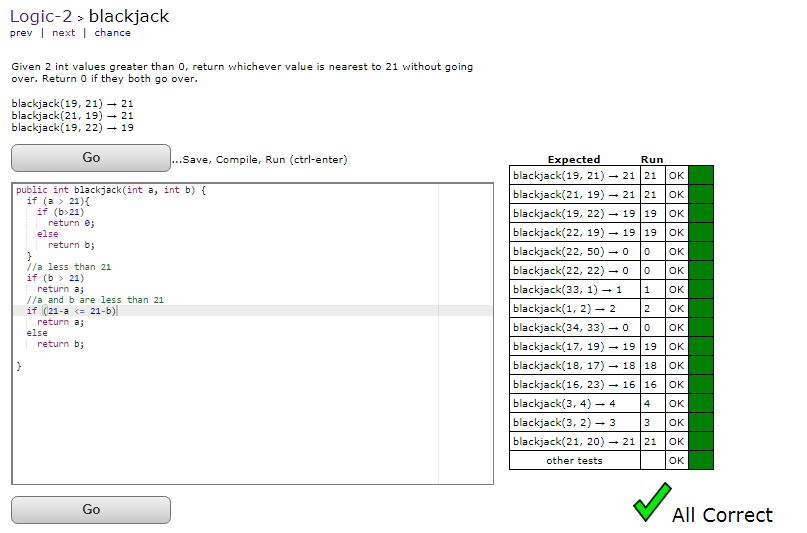 Logic-2 > blackjack
prev | next | chance
Given 2 int values greater than 0, return whichever value is nearest to 21 without going
over. Return 0 if they both go over.
blackjack(19, 21) → 21
blackjack(21, 19) → 21
blackjack(19, 22) → 19
Go
...Save, Compile, Run (ctrl-enter)
public int blackjack(int a, int b) {
if (a > 21){
if (b>21)
return 0;
else
return b;
}
//a less than 21
if (b > 21)
return a;
//a and b are less than 21
if (21-a <= 21-b)
return a;
else
return b;
}
Go
Expected Run
blackjack(19, 21) → 21 21 OK
blackjack(21, 19) → 21 21 OK
blackjack(19, 22) → 19 19 OK
blackjack(22, 19) → 19 19 OK
blackjack(22, 50) → 0 0 OK
blackjack(22, 22) → 0 0 OK
blackjack(33, 1) → 1 1 OK
blackjack(1, 2) → 2 2 OK
blackjack(34, 33) → 0 0 OK
blackjack(17, 19) → 19 19 OK
blackjack(18, 17) → 18 18 OK
blackjack(16, 23) → 16 16 OK
blackjack(3, 4) → 4 4 OK
blackjack(3, 2) → 3 3 OK
blackjack(21, 20) → 21 21 OK
other tests OK
All Correct